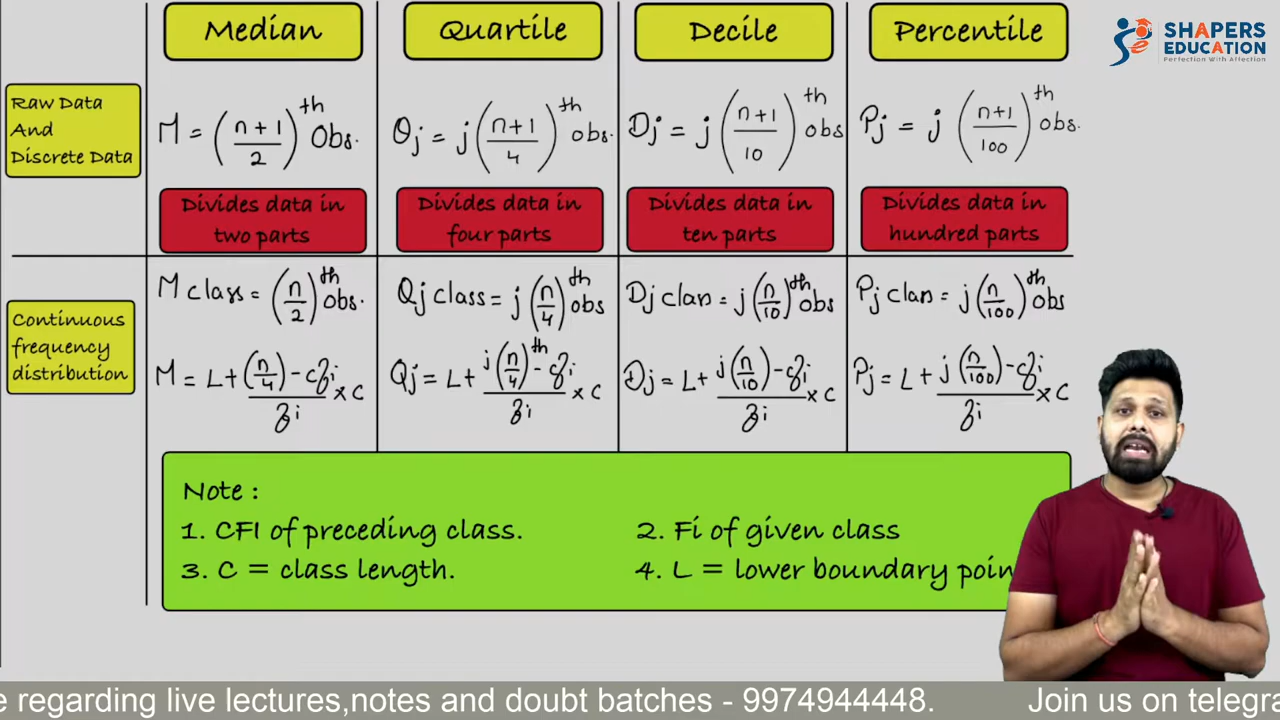 Median
Quartile
Decile
Percentile
SHAPERS
EDUCATION
Perfection With Affection
Raw Data
And
Discrete Data
M = (n+1/2)th Obs.
Qj = j(n+1/4)th obs.
Dj = j(n+1/10)th obs
Pj = j(n+1/100)th obs.
Divides data in
two parts
Divides data in
four parts
Divides data in
ten parts
Divides data in
hundred parts
Continuous
frequency
distribution
M class = (n/2)th obs.
Qj class = j(n/4)th obs
Dj class = j(n/10)th obs
Pj class = j(n/100)th obs
M = L + (n/4) - cfi / fi × C
Qj = L + j(n/4)th - cfi / fi × C
Dj = L + j(n/10) - cfi / fi × C
Pj = L + j(n/100) - cfi / fi × C
Note :
1. CFI of preceding class.
2. Fi of given class
3. C = class length.
4. L = lower boundary poin
e regarding live lectures,notes and doubt batches - 9974944448.
Join us on telegra